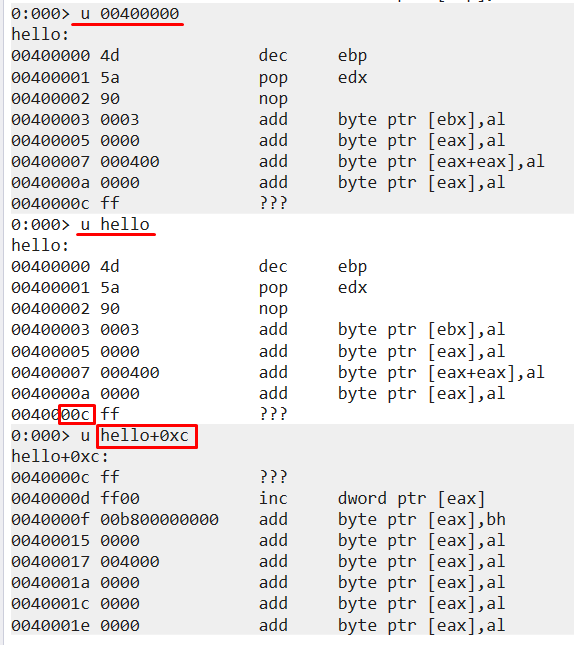 0:000> u 00400000
hello:
00400000 4d              dec     ebp
00400001 5a              pop     edx
00400002 90              nop
00400003 0003            add     byte ptr [ebx],al
00400005 0000            add     byte ptr [eax],al
00400007 000400          add     byte ptr [eax+eax],al
0040000a 0000            add     byte ptr [eax],al
0040000c ff              ???
0:000> u hello
hello:
00400000 4d              dec     ebp
00400001 5a              pop     edx
00400002 90              nop
00400003 0003            add     byte ptr [ebx],al
00400005 0000            add     byte ptr [eax],al
00400007 000400          add     byte ptr [eax+eax],al
0040000a 0000            add     byte ptr [eax],al
0040000c ff              ???
0:000> u hello+0xc
hello+0xc:
0040000c ff              ???
0040000d ff00            inc     dword ptr [eax]
0040000f 00b800000000    add     byte ptr [eax],bh
00400015 0000            add     byte ptr [eax],al
00400017 004000          add     byte ptr [eax],al
0040001a 0000            add     byte ptr [eax],al
0040001c 0000            add     byte ptr [eax],al
0040001e 0000            add     byte ptr [eax],al